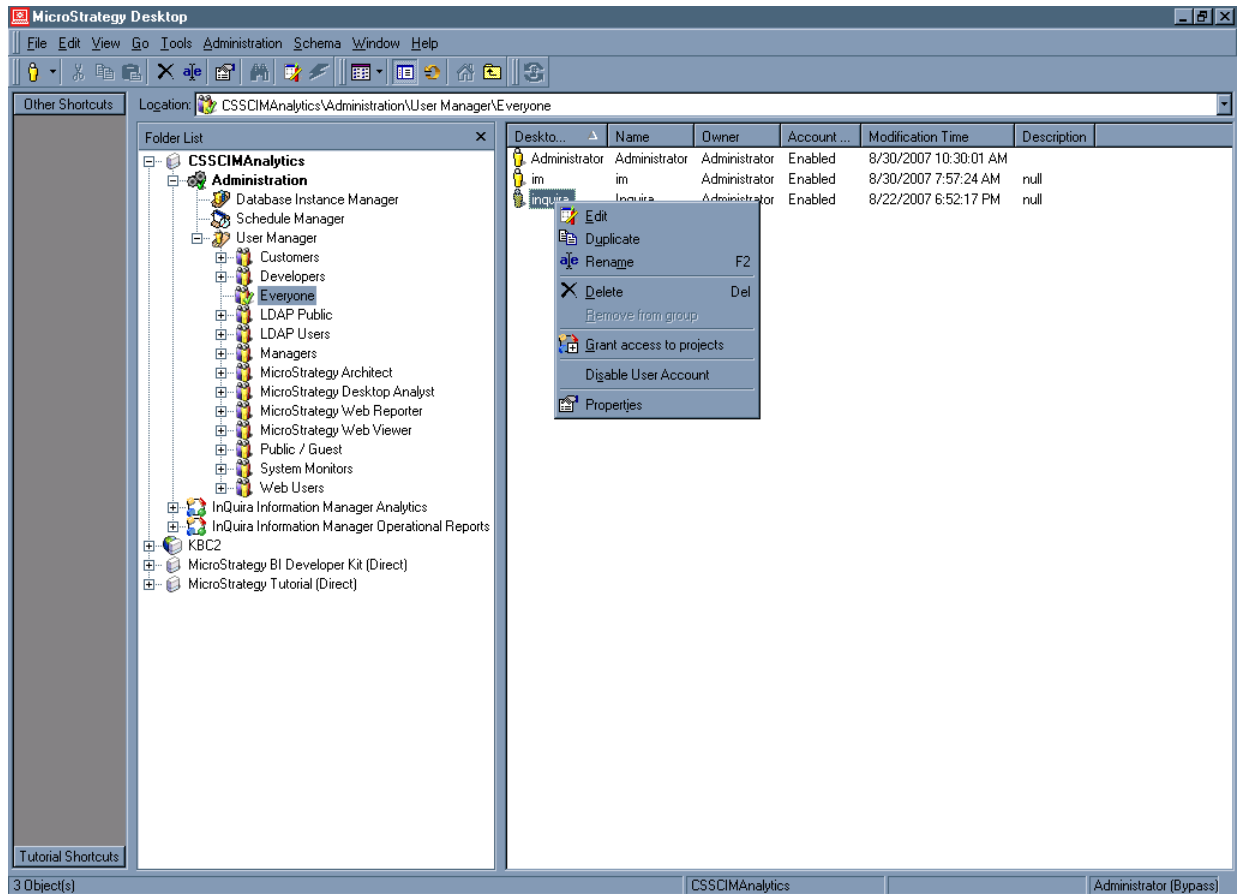 MicroStrategy Desktop
File Edit View Go Tools Administration Schema Window Help
Other Shortcuts
Location: CSSCIMAnalytics\Administration\User Manager\Everyone
Folder List
CSSCIMAnalytics
Administration
Database Instance Manager
Schedule Manager
User Manager
Customers
Developers
Everyone
LDAP Public
LDAP Users
Managers
MicroStrategy Architect
MicroStrategy Desktop Analyst
MicroStrategy Web Reporter
MicroStrategy Web Viewer
Public / Guest
System Monitors
Web Users
InQuira Information Manager Analytics
InQuira Information Manager Operational Reports
KBC2
MicroStrategy BI Developer Kit (Direct)
MicroStrategy Tutorial (Direct)
Deskto... Name Owner Account ... Modification Time Description
Administrator Administrator Administrator Enabled 8/30/2007 10:30:01 AM
im im Administrator Enabled 8/30/2007 7:57:24 AM null
inquira Inquira Administrator Enabled 8/22/2007 6:52:17 PM null
Edit
Duplicate
Rename F2
Delete Del
Remove from group
Grant access to projects
Disable User Account
Properties
Tutorial Shortcuts
3 Object(s) CSSCIMAnalytics Administrator (Bypass)